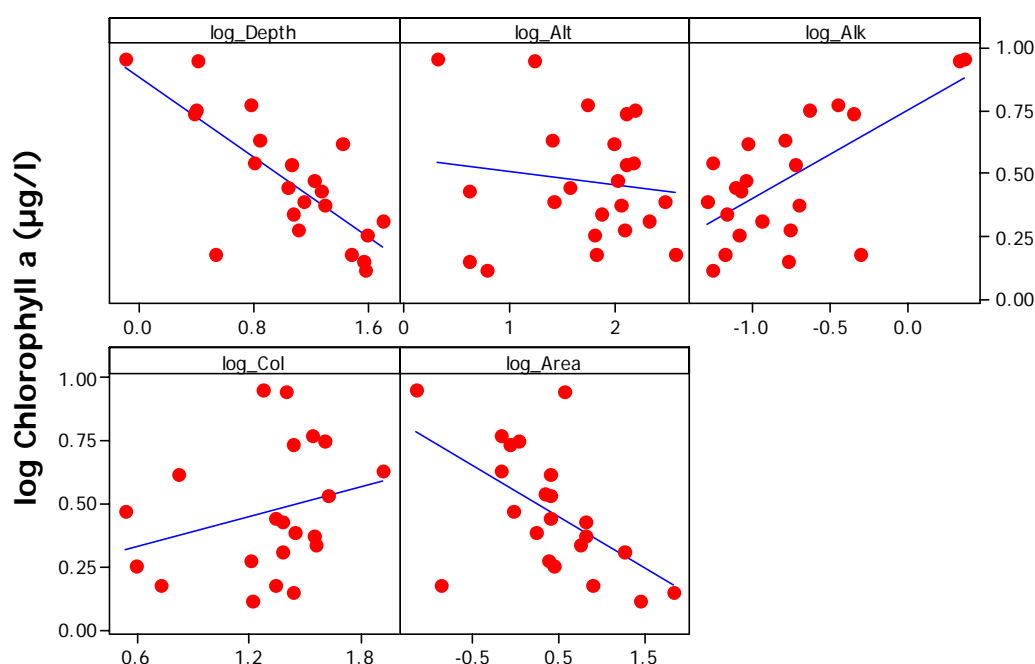 log_Depth log_Alt log_Alk
1.00
0.75
0.50
0.25
0.00
0.0 0.8 1.6 0 1 2 -1.0 -0.5 0.0
log_Col log_Area
1.00
0.75
0.50
0.25
0.00
0.6 1.2 1.8 -0.5 0.5 1.5
log Chlorophyll a (µg/l)